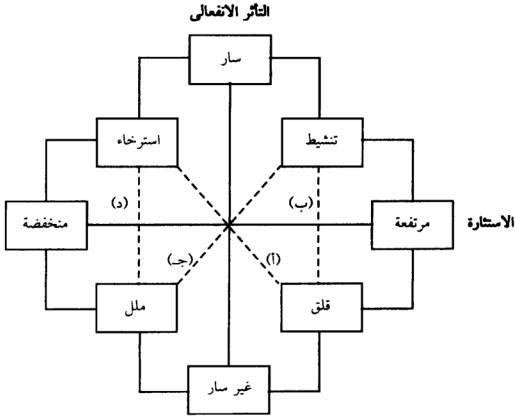 التأثر الانفعالى
سار
استرخاء
تنشيط
(د)
(ب)
منخفضة
مرتفعة
الاستثارة
(جـ)
(أ)
ملل
قلق
غير سار